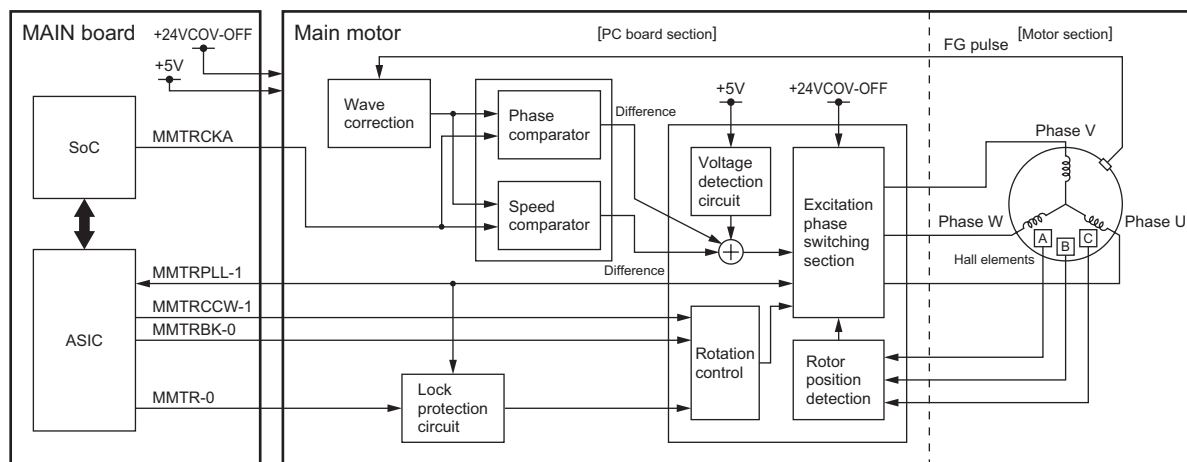 MAIN board
+24VCOV-OFF
+5V
SoC
MMTRCKA
ASIC
MMTRPLL-1
MMTRCCW-1
MMTRBK-0
MMTR-0
Main motor
[PC board section]
[Motor section]
FG pulse
Wave
correction
Phase
comparator
Speed
comparator
Difference
Difference
+5V
+24VCOV-OFF
Voltage
detection
circuit
Excitation
phase
switching
section
Rotation
control
Rotor
position
detection
Lock
protection
circuit
Phase V
Phase W
Phase U
A
B
C
Hall elements